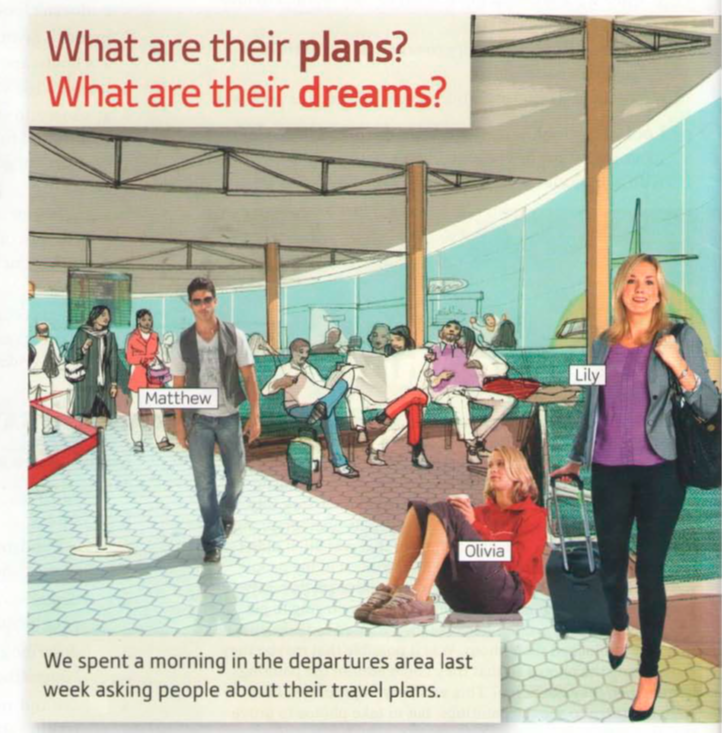 What are their plans?
What are their dreams?
Matthew
Lily
Olivia
We spent a morning in the departures area last
week asking people about their travel plans.